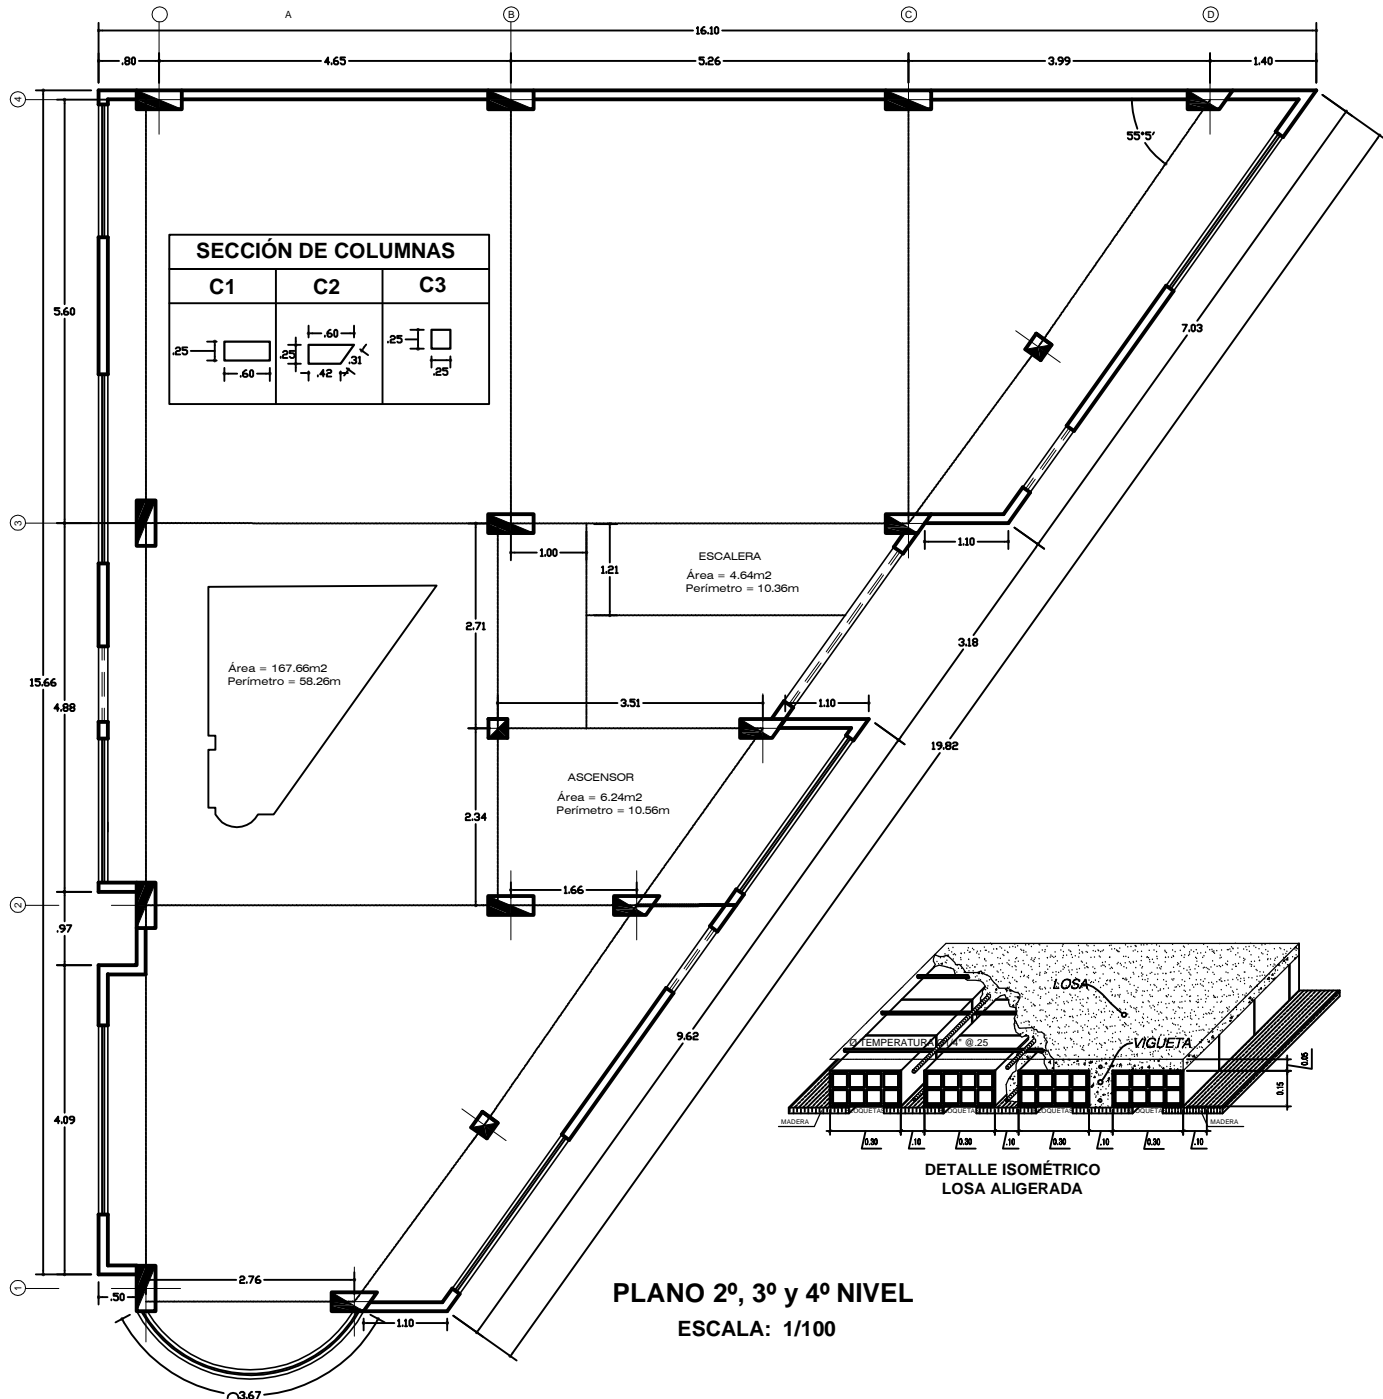 A
B
C
D
16.10
.80
4.65
5.26
3.99
1.40
4
55°5'
SECCIÓN DE COLUMNAS
C1
C2
C3
.25
.60
.60
.25
.31
.42
.25
.25
5.60
7.03
3
1.00
1.21
ESCALERA
Área = 4.64m2
Perímetro = 10.36m
1.10
2.71
3.18
Área = 167.66m2
Perímetro = 58.26m
15.66
4.88
3.51
1.10
19.82
ASCENSOR
Área = 6.24m2
Perímetro = 10.56m
2.34
1.66
2
.97
9.62
LOSA
Ø TEMPERATURA Ø1/4" @.25
VIGUETA
0.05
0.15
MADERA
MADERA
0.30
.10
0.30
.10
0.30
.10
0.30
.10
DETALLE ISOMÉTRICO
LOSA ALIGERADA
4.09
2.76
1
.50
1.10
PLANO 2º, 3º y 4º NIVEL
ESCALA: 1/100
3.67